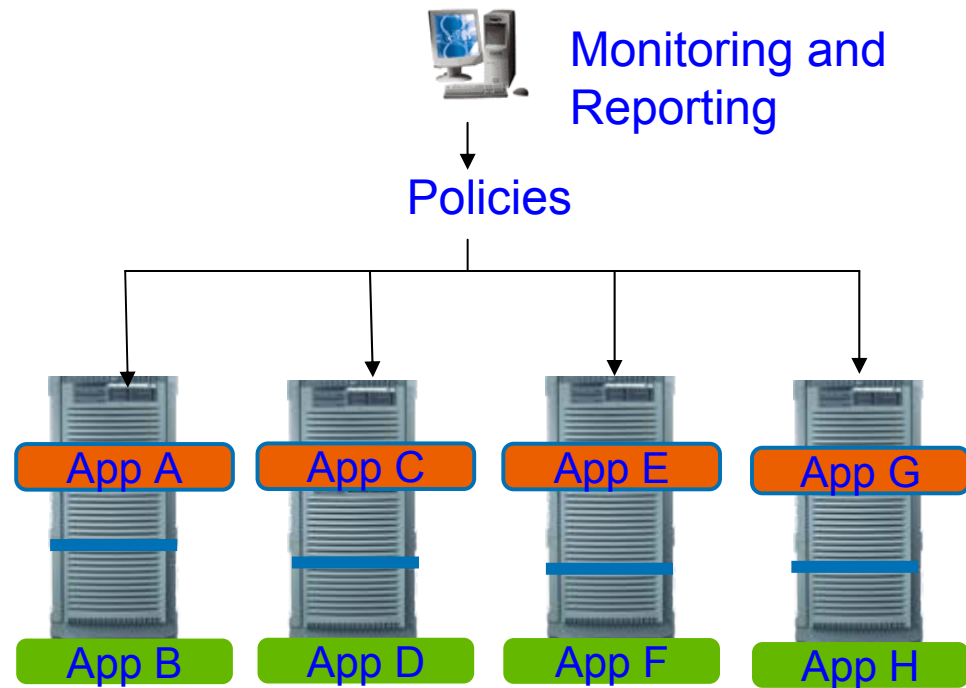 Monitoring and
Reporting
Policies
App A
App C
App E
App G
App B
App D
App F
App H